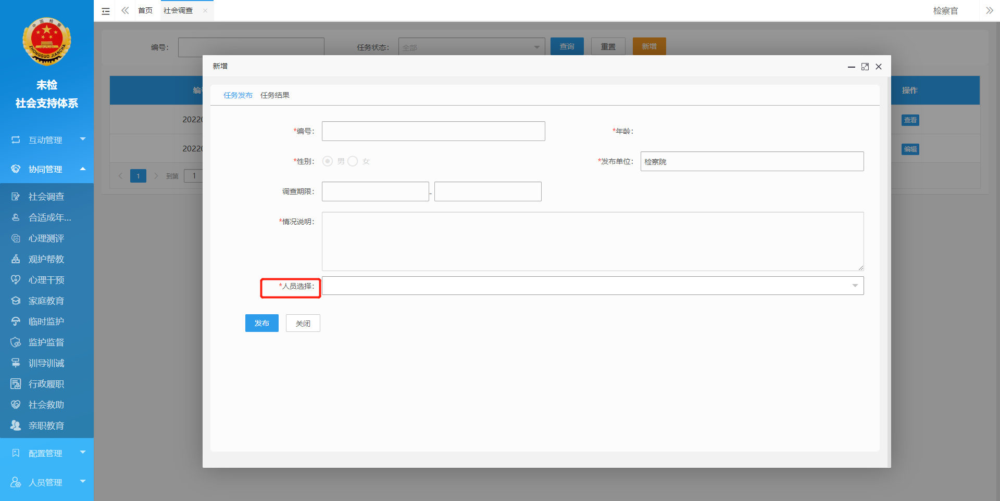 首页
社会调查
检察官
中国检察
ZHONGGUO JIANCHA
未检
社会支持体系
互动管理
协同管理
社会调查
合适成年...
心理测评
观护帮教
心理干预
家庭教育
临时监护
监护监督
训导训诫
行政履职
社会救助
亲职教育
配置管理
人员管理
编号：
任务状态：
全部
查询
重置
新增
操作
查看
编辑
1
到第
1
新增
任务发布
任务结果
*编号：
*年龄：
*性别：
男
女
*发布单位：
检察院
调查期限：
-
*情况说明：
*人员选择：
发布
关闭